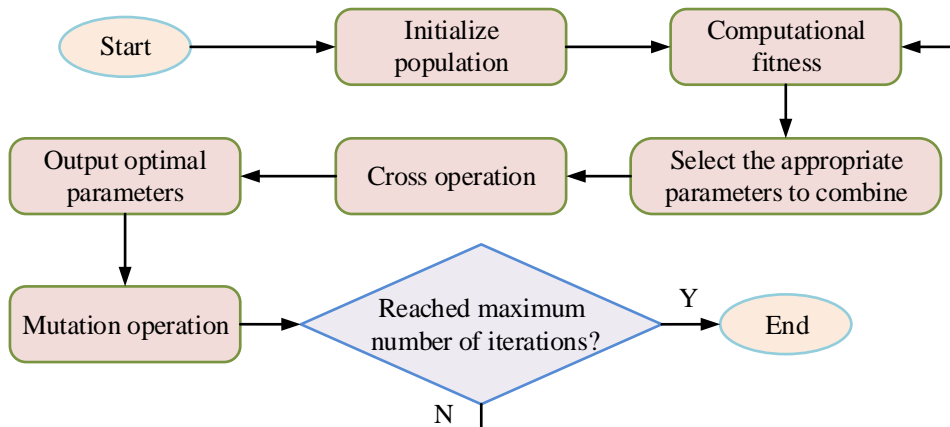 Start
Initialize
population
Computational
fitness
Select the appropriate
parameters to combine
Cross operation
Output optimal
parameters
Mutation operation
Reached maximum
number of iterations?
Y
End
N